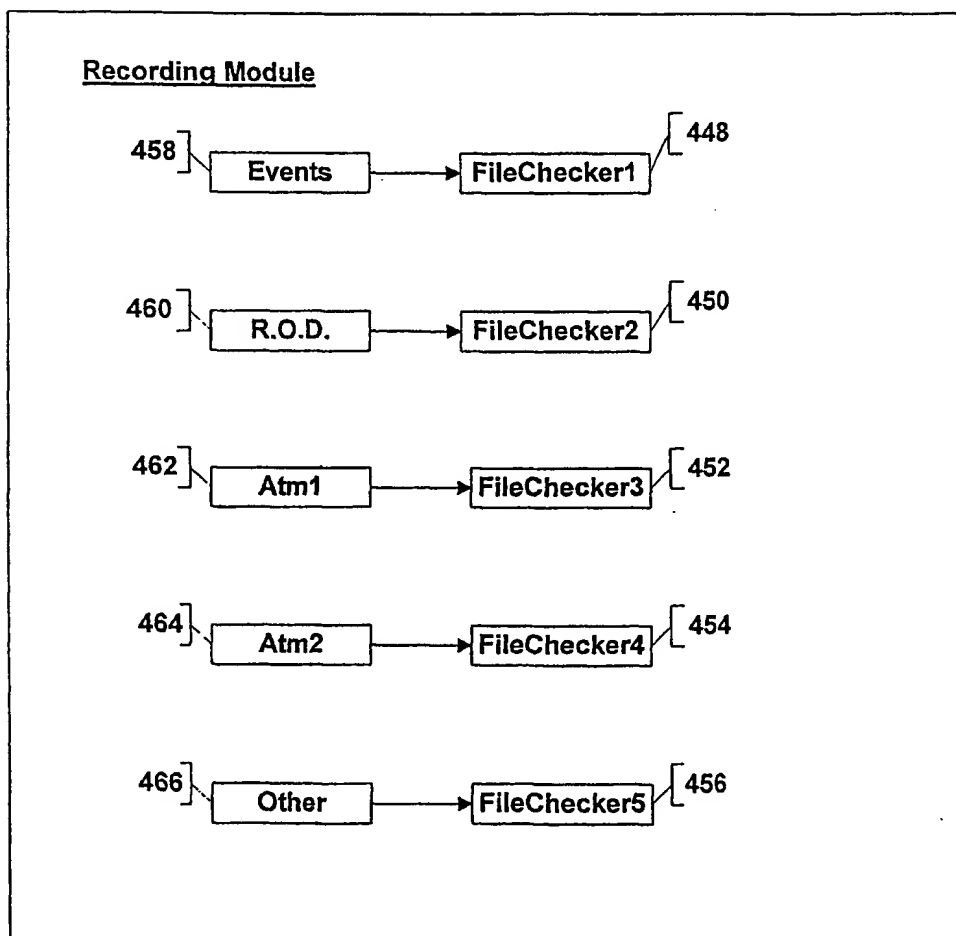 Recording Module
458 Events FileChecker1 448
460 R.O.D. FileChecker2 450
462 Atm1 FileChecker3 452
464 Atm2 FileChecker4 454
466 Other FileChecker5 456